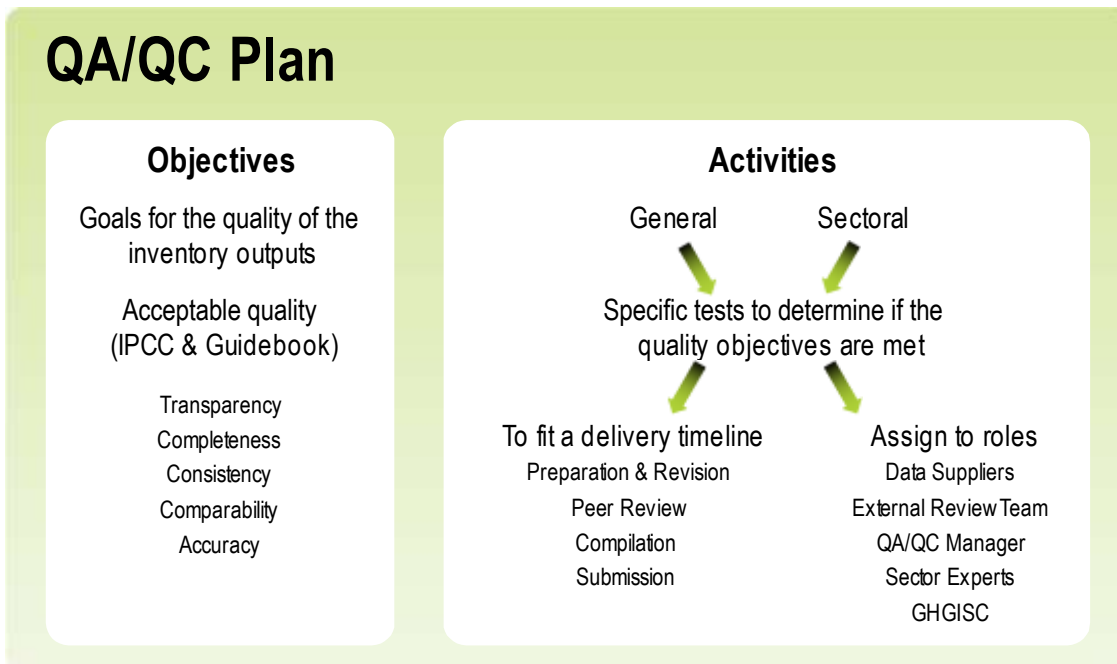 QA/QC Plan
Objectives
Goals for the quality of the
inventory outputs
Acceptable quality
(IPCC & Guidebook)
Transparency
Completeness
Consistency
Comparability
Accuracy
Activities
General
Sectoral
Specific tests to determine if the
quality objectives are met
To fit a delivery timeline
Preparation & Revision
Peer Review
Compilation
Submission
Assign to roles
Data Suppliers
External Review Team
QA/QC Manager
Sector Experts
GHGISC